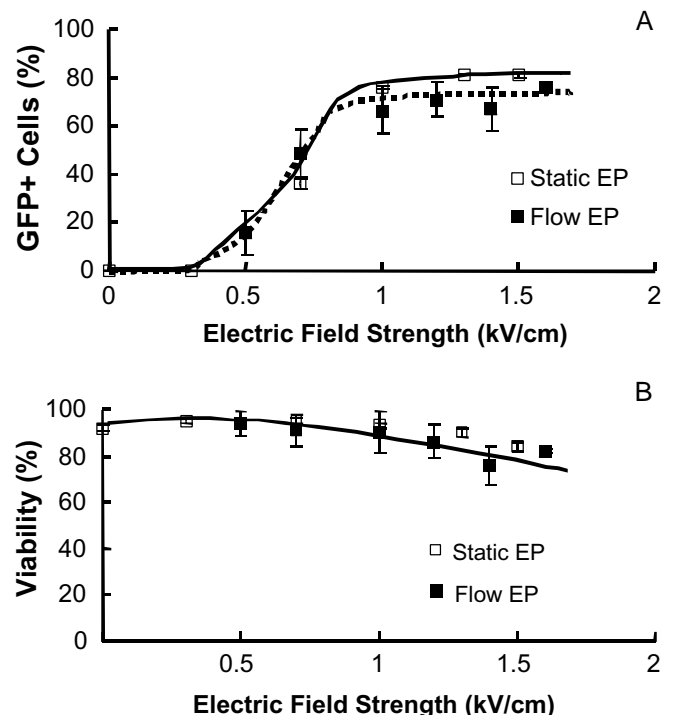 A
GFP+ Cells (%)
100
80
60
40
20
0
Static EP
Flow EP
0 0.5 1 1.5 2
Electric Field Strength (kV/cm)
B
Viability (%)
100
80
60
40
20
0
Static EP
Flow EP
0.5 1 1.5 2
Electric Field Strength (kV/cm)